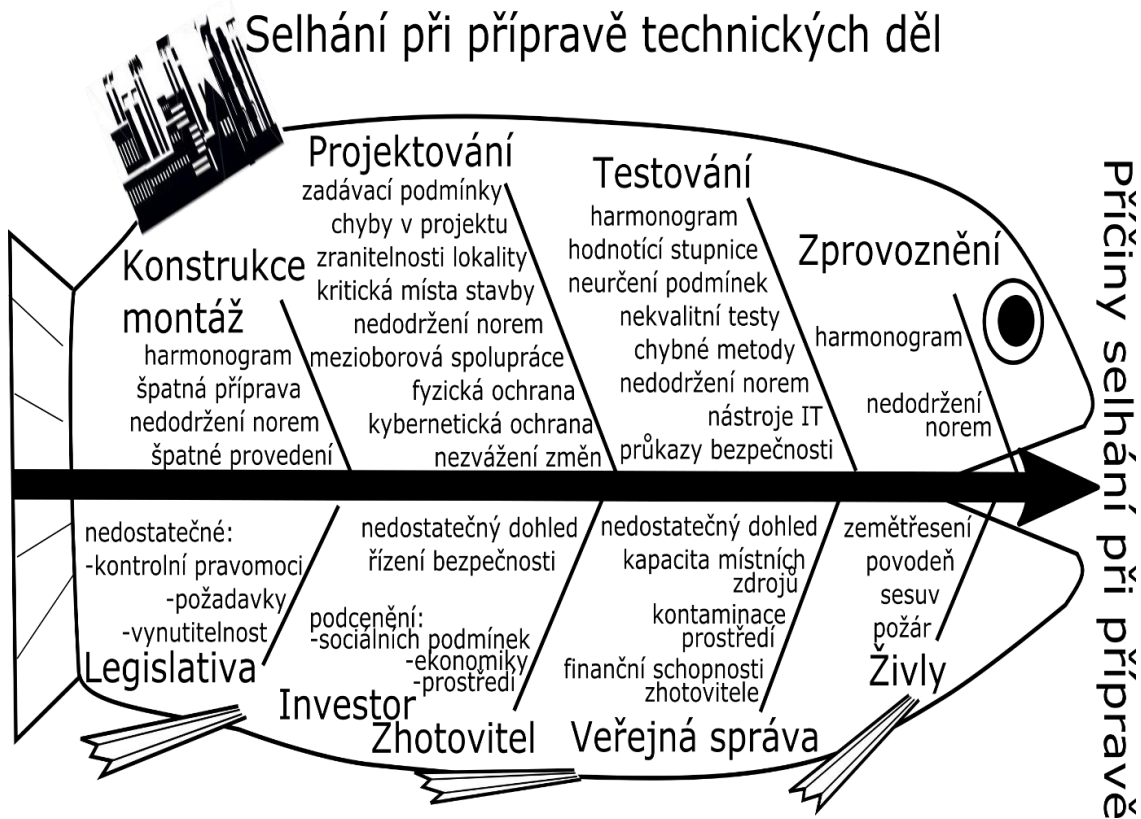 Selhání při přípravě technických děl
Konstrukce
montáž
harmonogram
špatná příprava
nedodržení norem
špatné provedení
Projektování
zadávací podmínky
chyby v projektu
zranitelnosti lokality
kritická místa stavby
nedodržení norem
mezioborová spolupráce
fyzická ochrana
kybernetická ochrana
nezvážení změn
Testování
harmonogram
hodnotící stupnice
neurčení podmínek
nekvalitní testy
chybné metody
nedodržení norem
nástroje IT
průkazy bezpečnosti
Zprovoznění
harmonogram
nedodržení
norem
nedostatečné:
-kontrolní pravomoci
-požadavky
-vynutitelnost
Legislativa
nedostatečný dohled
řízení bezpečnosti
podcenění:
-sociálních podmínek
-ekonomiky
-prostředí
Investor
Zhotovitel
nedostatečný dohled
kapacita místních
zdrojů
kontaminace
prostředí
finanční schopnosti
zhotovitele
Veřejná správa
zemětřesení
povodeň
sesuv
požár
Živly
Příčiny selhání při přípravě